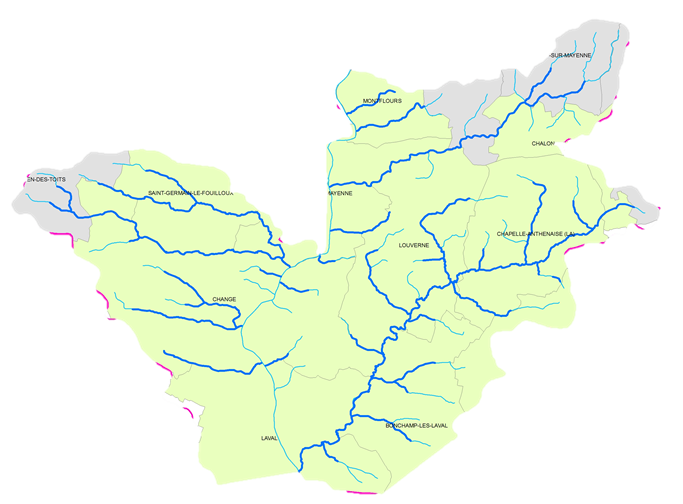 -SUR-MAYENNE
MONTFLOURS
CHALON
EN-DES-TOITS
SAINT-GERMAIN-LE-FOUILLOUX
MAYENNE
CHAPELLE-ANTHENAISE (LA)
LOUVERNE
CHANGE
BONCHAMP-LES-LAVAL
LAVAL